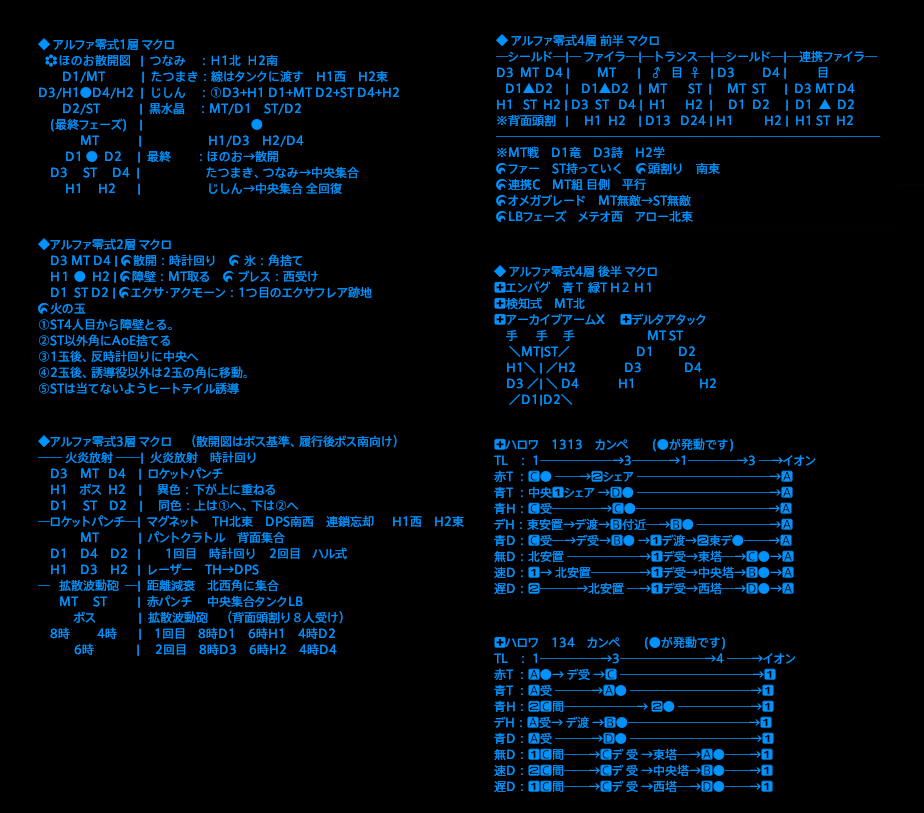 ◆ アルファ零式1層 マクロ
❂ほのお散開図 | つなみ ：H1北 H2南
D1/MT | たつまき：線はタンクに渡す H1西 H2東
D3/H1●D4/H2 | じしん ：①D3+H1 D1+MT D2+ST D4+H2
D2/ST | 黒水晶 ：MT/D1 ST/D2
(最終フェーズ) | ●
MT | H1/D3 H2/D4
D1 ● D2 | 最終 ：ほのお→散開
D3 ST D4 | たつまき、つなみ→中央集合
H1 H2 | じしん→中央集合 全回復
◆アルファ零式2層 マクロ
D3 MT D4 | 散開：時計回り 氷：角捨て
H1 ● H2 | 障壁：MT取る ブレス：西受け
D1 ST D2 | エクサ・アクモーン：1つ目のエクサフレア跡地
火の玉
①ST4人目から障壁とる。
②ST以外角にAoE捨てる
③1玉後、反時計回りに中央へ
④2玉後、誘導役以外は2玉の角に移動。
⑤STは当てないようヒートテイル誘導
◆アルファ零式3層 マクロ （散開図はボス基準、履行後ボス南向け）
── 火炎放射 ──| 火炎放射 時計回り
D3 MT D4 | ロケットパンチ
H1 ボス H2 | 異色：下が上に重ねる
D1 ST D2 | 同色：上は①へ、下は②へ
─ロケットパンチ─| マグネット TH北東 DPS南西 連鎖忘却 H1西 H2東
MT | パントクラトル 背面集合
D1 D4 D2 | 1回目 時計回り 2回目 ハル式
H1 D3 H2 | レーザー TH→DPS
─ 拡散波動砲 ─| 距離減衰 北西角に集合
MT ST | 赤パンチ 中央集合タンクLB
ボス | 拡散波動砲 （背面頭割り８人受け）
8時 4時 | 1回目 8時D1 6時H1 4時D2
6時 | 2回目 8時D3 6時H2 4時D4
◆ アルファ零式4層 前半 マクロ
─シールド─|─ ファイラー─|─トランス─|─シールド─|─連携ファイラ─
D3 MT D4 | MT | ♂ 目 ♀ | D3 D4 | 目
D1▲D2 | D1▲D2 | MT ST | MT ST | D3 MT D4
H1 ST H2 | D3 ST D4 | H1 H2 | D1 D2 | D1 ▲ D2
※背面頭割 | H1 H2 | D13 D24 | H1 H2 | H1 ST H2
※MT戦 D1竜 D3詩 H2学
ファー ST持っていく 頭割り 南東
連携C MT組 目側 平行
オメガブレード MT無敵→ST無敵
LBフェーズ メテオ西 アロー北東
◆ アルファ零式4層 後半 マクロ
エンバグ 青T 緑T H2 H1
検知式 MT北
アーカイブアームX デルタアタック
手 手 手 MT ST
＼MT|ST／ D1 D2
H1＼ | ／H2 D3 D4
D3 ／ | ＼ D4 H1 H2
／D1|D2＼
ハロワ 1313 カンペ (●が発動です)
TL ：1──────→3───→1─────→3 ─→イオン
赤T：C● ───→2シェア ────────────→A
青T：中央1シェア →D● ────────────→A
青H：C受─────→C● ────────────→A
デH：東安置→デ渡→B付近─→B● ───────→A
青D：C受─→デ受→B● →1デ渡→2東デ●───→A
無D：北安置 ───────→1デ受→東塔──→C●→A
速D：1→ 北安置─────→1デ受→中央塔→B●→A
遅D：2───→北安置 ──→1デ受→西塔──→D●→A
ハロワ 134 カンペ (●が発動です)
TL ：1──────→3────────→4 ───→イオン
赤T：A●→ デ受 →C ────────────→1
青T：A受 ───→A● ───────────→1
青H：2C間──────→ 2● ───────→1
デH：A受→ デ渡 →B● ───────────→1
青D：A受 ───→D● ───────────→1
無D：1C間───→Cデ 受 →東塔──→A●──→1
速D：2C間───→Cデ 受 →中央塔→B●──→1
遅D：1C間───→Cデ 受 →西塔──→D●──→1